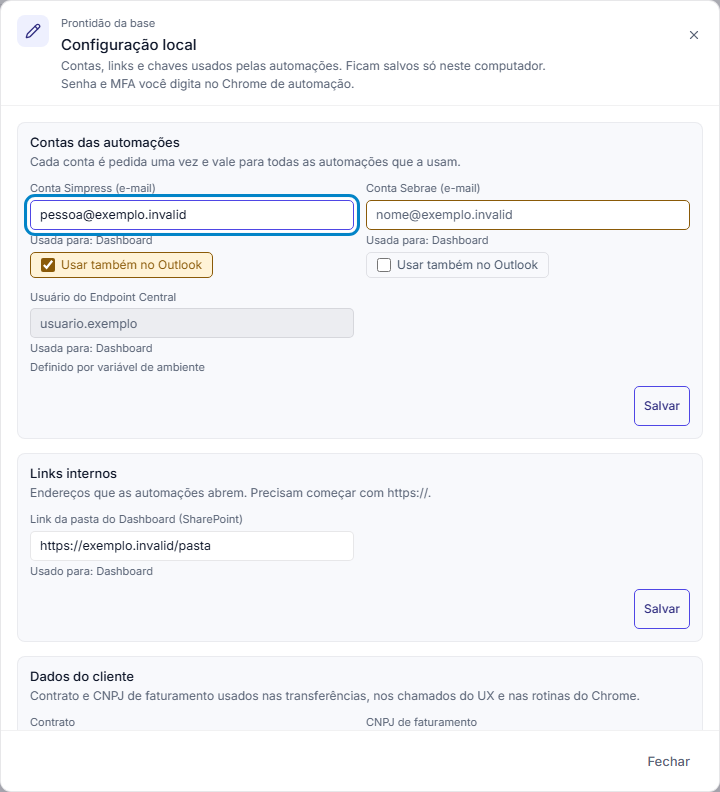 Prontidão da base
Configuração local
Contas, links e chaves usados pelas automações. Ficam salvos só neste computador.
Senha e MFA você digita no Chrome de automação.
Contas das automações
Cada conta é pedida uma vez e vale para todas as automações que a usam.
Conta Simpress (e-mail)
Conta Sebrae (e-mail)
pessoa@exemplo.invalid
nome@exemplo.invalid
Usada para: Dashboard
Usada para: Dashboard
Usar também no Outlook
Usar também no Outlook
Usuário do Endpoint Central
usuario.exemplo
Usada para: Dashboard
Definido por variável de ambiente
Salvar
Links internos
Endereços que as automações abrem. Precisam começar com https://.
Link da pasta do Dashboard (SharePoint)
https://exemplo.invalid/pasta
Usado para: Dashboard
Salvar
Dados do cliente
Contrato e CNPJ de faturamento usados nas transferências, nos chamados do UX e nas rotinas do Chrome.
Contrato
CNPJ de faturamento
Fechar